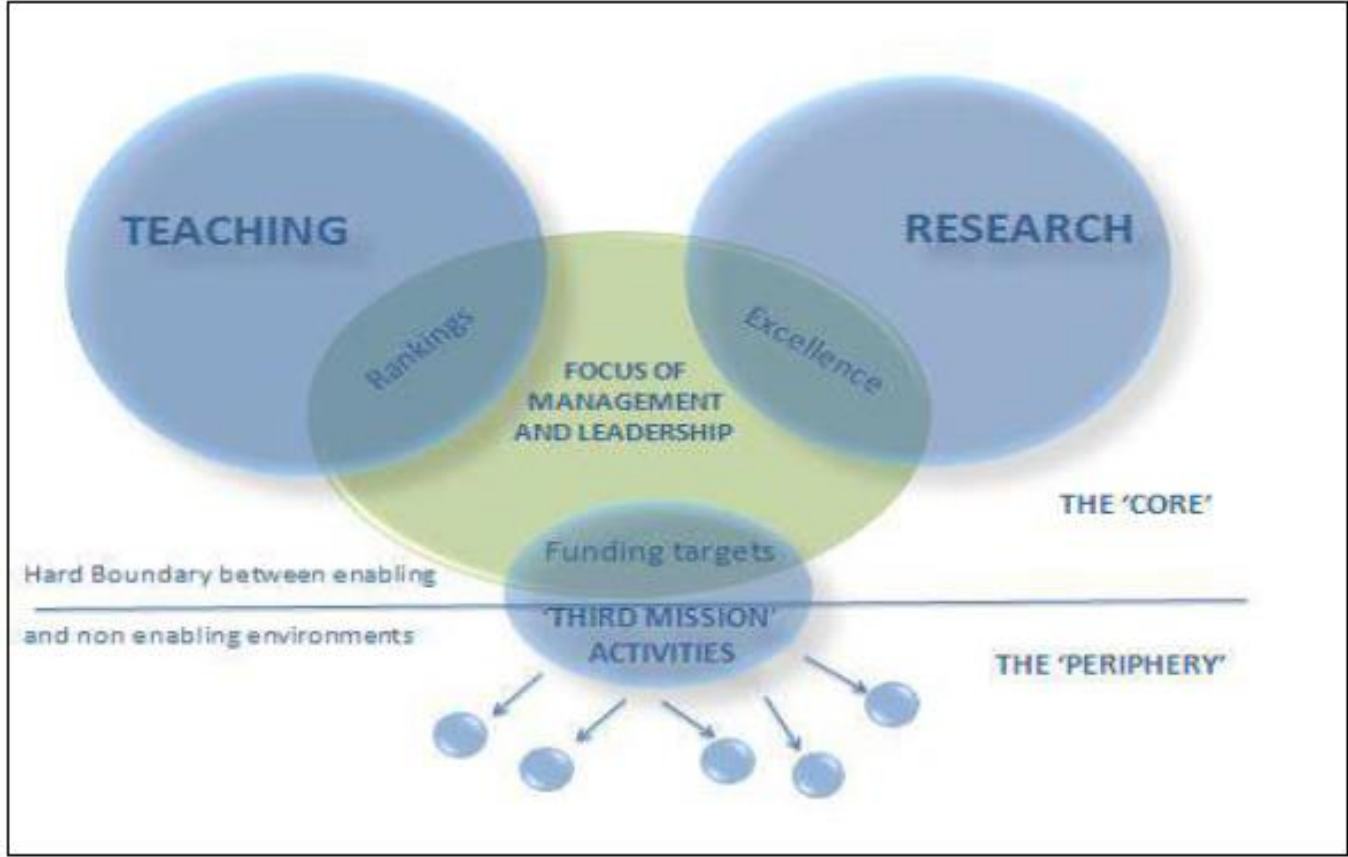 TEACHING
RESEARCH
Rankings
Excellence
FOCUS OF
MANAGEMENT
AND LEADERSHIP
THE ‘CORE’
Funding targets
Hard Boundary between enabling
and non enabling environments
‘THIRD MISSION’
ACTIVITIES
THE ‘PERIPHERY’